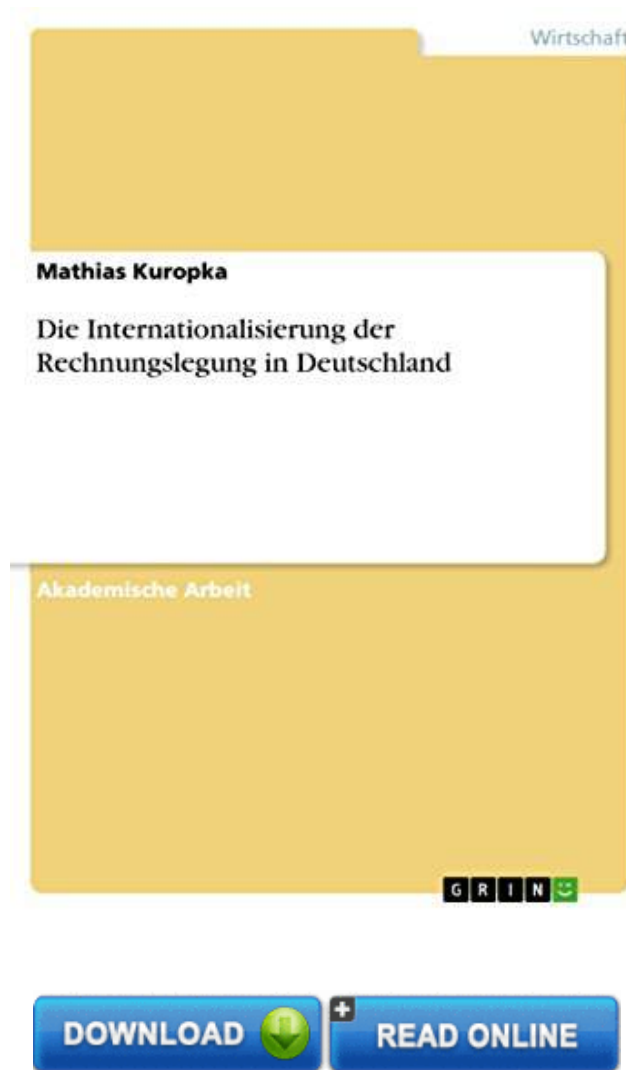 Wirtschaft
Mathias Kuropka
Die Internationalisierung der
Rechnungslegung in Deutschland
Akademische Arbeit
GRIN
DOWNLOAD
READ ONLINE